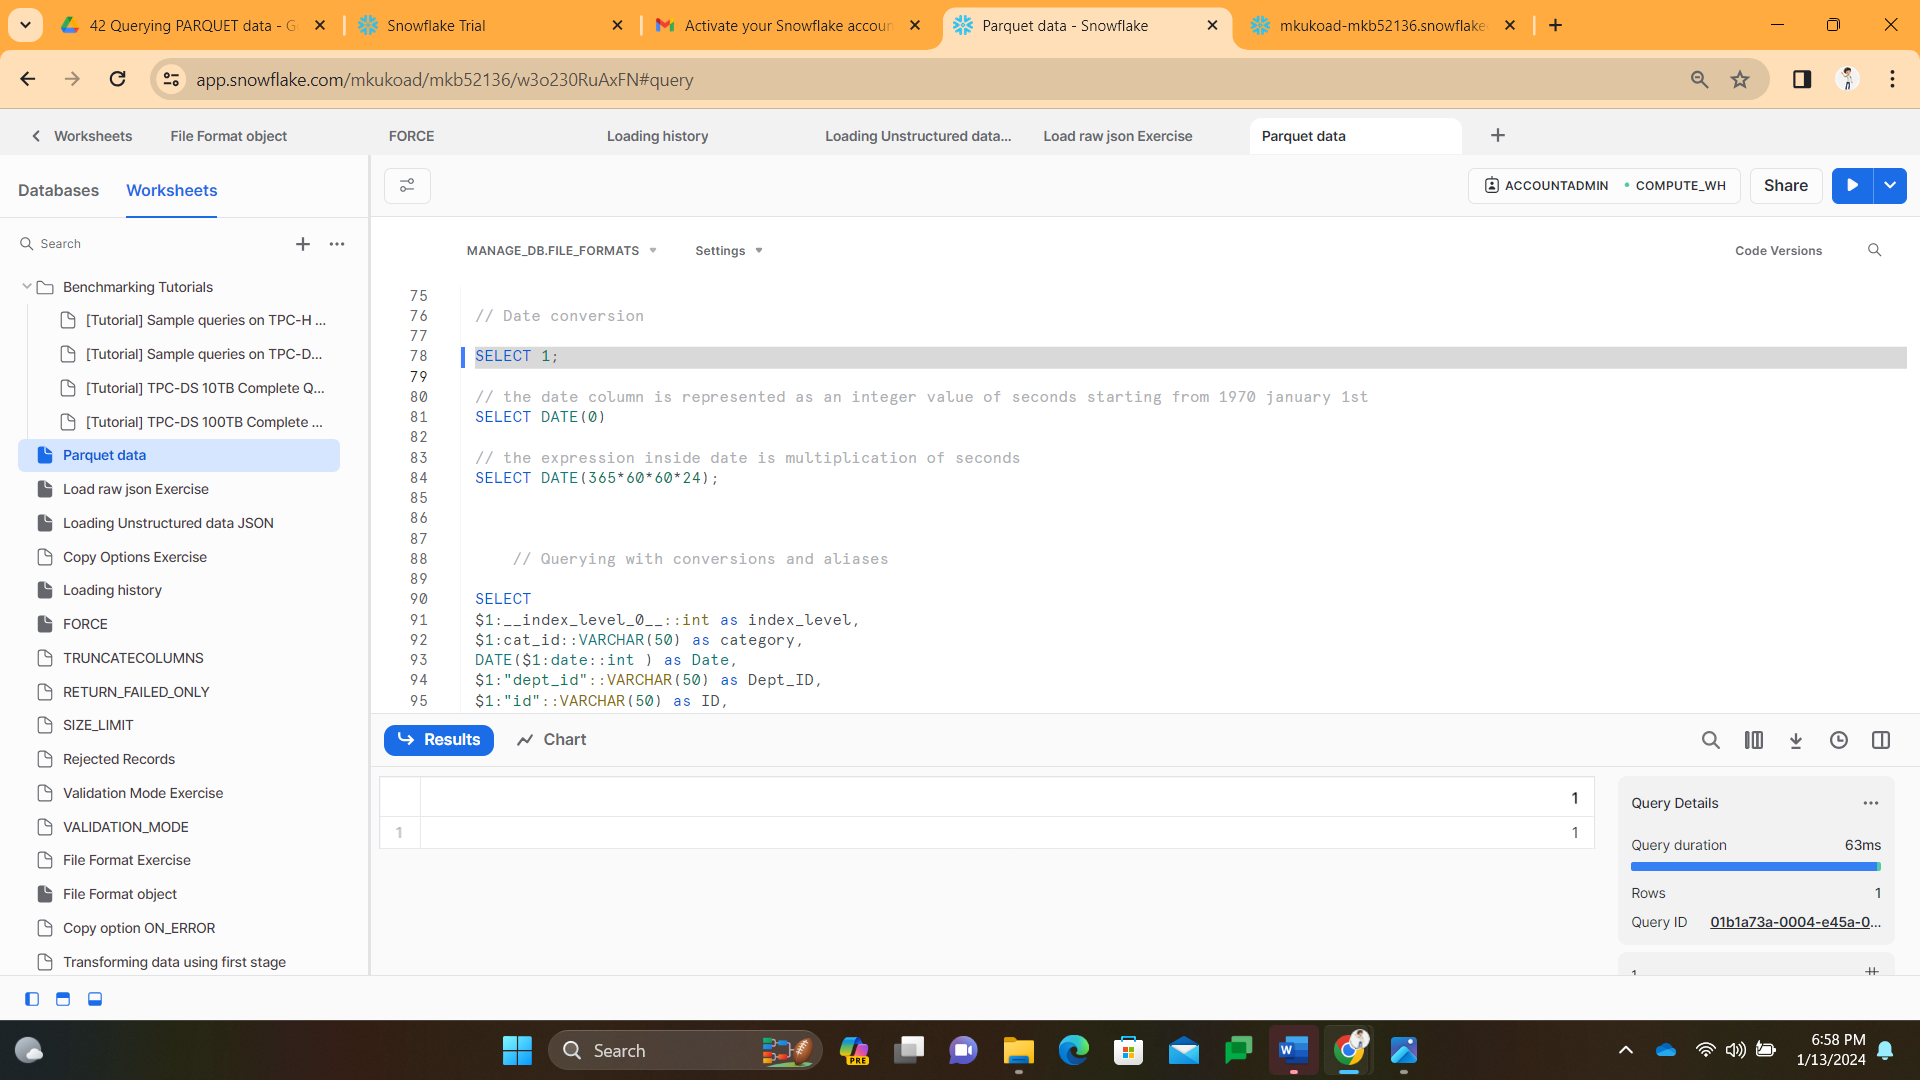 42 Querying PARQUET data - G
Snowflake Trial
Activate your Snowflake accoun
Parquet data - Snowflake
mkukoad-mkb52136.snowflake
app.snowflake.com/mkukoad/mkb52136/w3o230RuAxFN#query
Worksheets
File Format object
FORCE
Loading history
Loading Unstructured data...
Load raw json Exercise
Parquet data
Databases
Worksheets
ACCOUNTADMIN
COMPUTE_WH
Share
Search
MANAGE_DB.FILE_FORMATS
Settings
Code Versions
Benchmarking Tutorials
[Tutorial] Sample queries on TPC-H ...
[Tutorial] Sample queries on TPC-D...
[Tutorial] TPC-DS 10TB Complete Q...
[Tutorial] TPC-DS 100TB Complete ...
Parquet data
Load raw json Exercise
Loading Unstructured data JSON
Copy Options Exercise
Loading history
FORCE
TRUNCATECOLUMNS
RETURN_FAILED_ONLY
SIZE_LIMIT
Rejected Records
Validation Mode Exercise
VALIDATION_MODE
File Format Exercise
File Format object
Copy option ON_ERROR
Transforming data using first stage
75
76 // Date conversion
77
78 SELECT 1;
79
80 // the date column is represented as an integer value of seconds starting from 1970 january 1st
81 SELECT DATE(0)
82
83 // the expression inside date is multiplication of seconds
84 SELECT DATE(365*60*60*24);
85
86
87
88 // Querying with conversions and aliases
89
90 SELECT
91 $1:__index_level_0__::int as index_level,
92 $1:cat_id::VARCHAR(50) as category,
93 DATE($1:date::int ) as Date,
94 $1:"dept_id"::VARCHAR(50) as Dept_ID,
95 $1:"id"::VARCHAR(50) as ID,
Results
Chart
1
1 1
Query Details
Query duration 63ms
Rows 1
Query ID 01b1a73a-0004-e45a-0...
1
Search
PRE
6:58 PM
1/13/2024